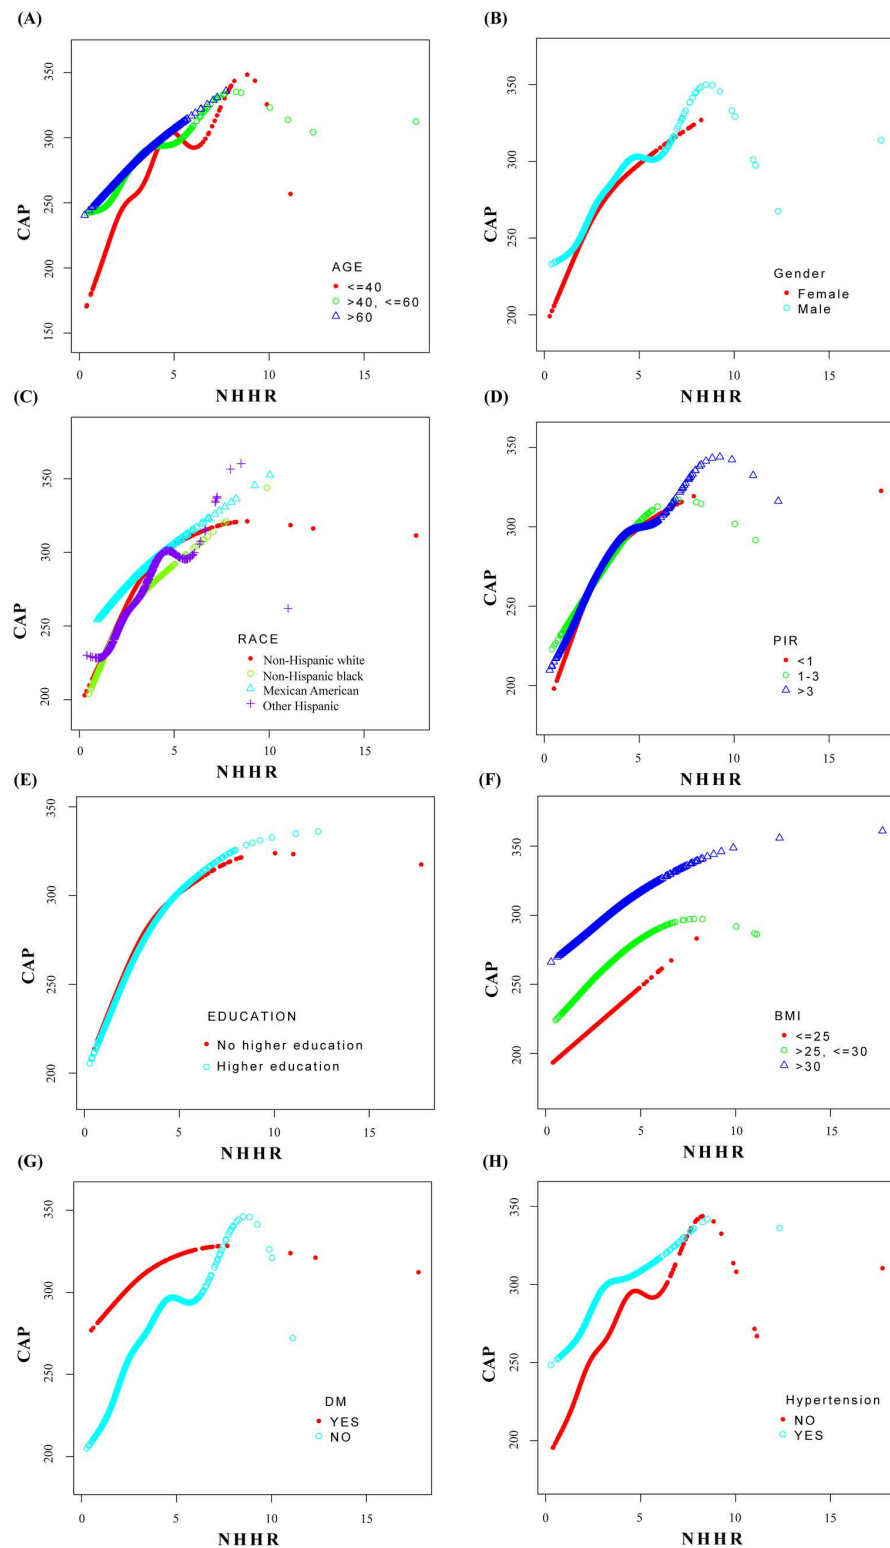 (A)
CAP
350
300
250
200
150
AGE
<=40
>40, <=60
>60
0 5 10 15
NHHR
(B)
CAP
350
300
250
200
Gender
Female
Male
0 5 10 15
NHHR
(C)
CAP
350
300
250
200
RACE
Non-Hispanic white
Non-Hispanic black
Mexican American
Other Hispanic
0 5 10 15
NHHR
(D)
CAP
350
300
250
200
PIR
<1
1-3
>3
0 5 10 15
NHHR
(E)
CAP
350
300
250
200
EDUCATION
No higher education
Higher education
0 5 10 15
NHHR
(F)
CAP
350
300
250
200
BMI
<=25
>25, <=30
>30
0 5 10 15
NHHR
(G)
CAP
350
300
250
200
DM
YES
NO
0 5 10 15
NHHR
(H)
CAP
350
300
250
200
Hypertension
NO
YES
0 5 10 15
NHHR